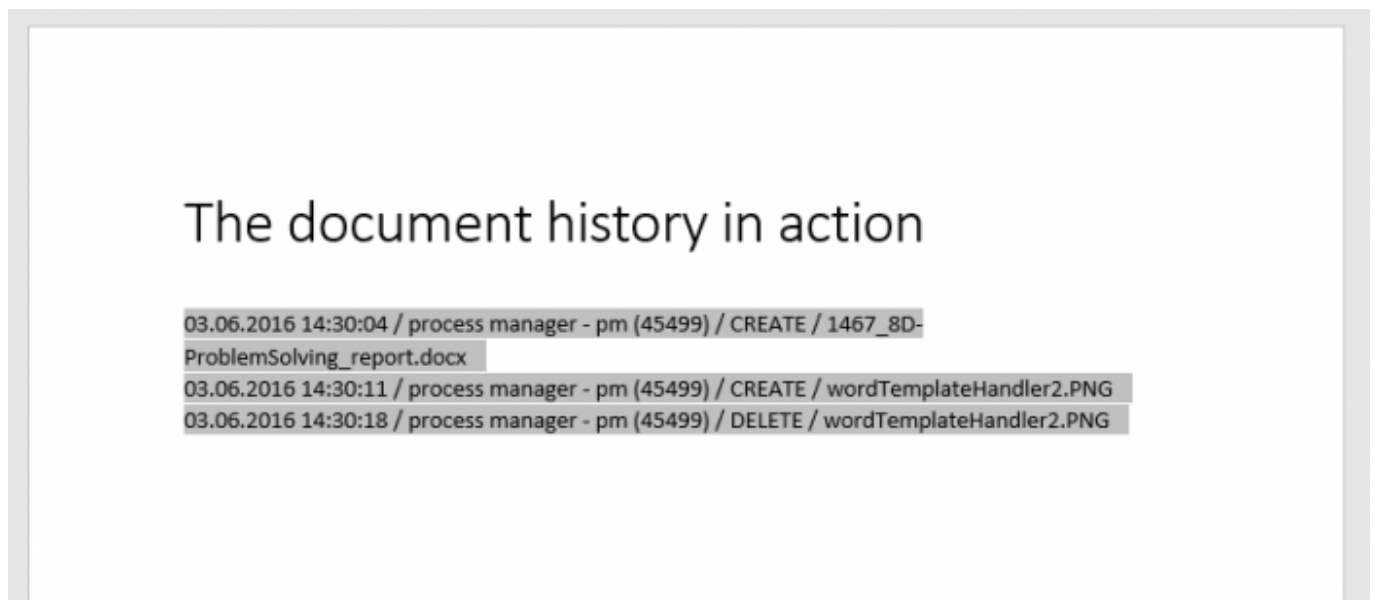 The document history in action
03.06.2016 14:30:04 / process manager - pm (45499) / CREATE / 1467_8D-
ProblemSolving_report.docx
03.06.2016 14:30:11 / process manager - pm (45499) / CREATE / wordTemplateHandler2.PNG
03.06.2016 14:30:18 / process manager - pm (45499) / DELETE / wordTemplateHandler2.PNG